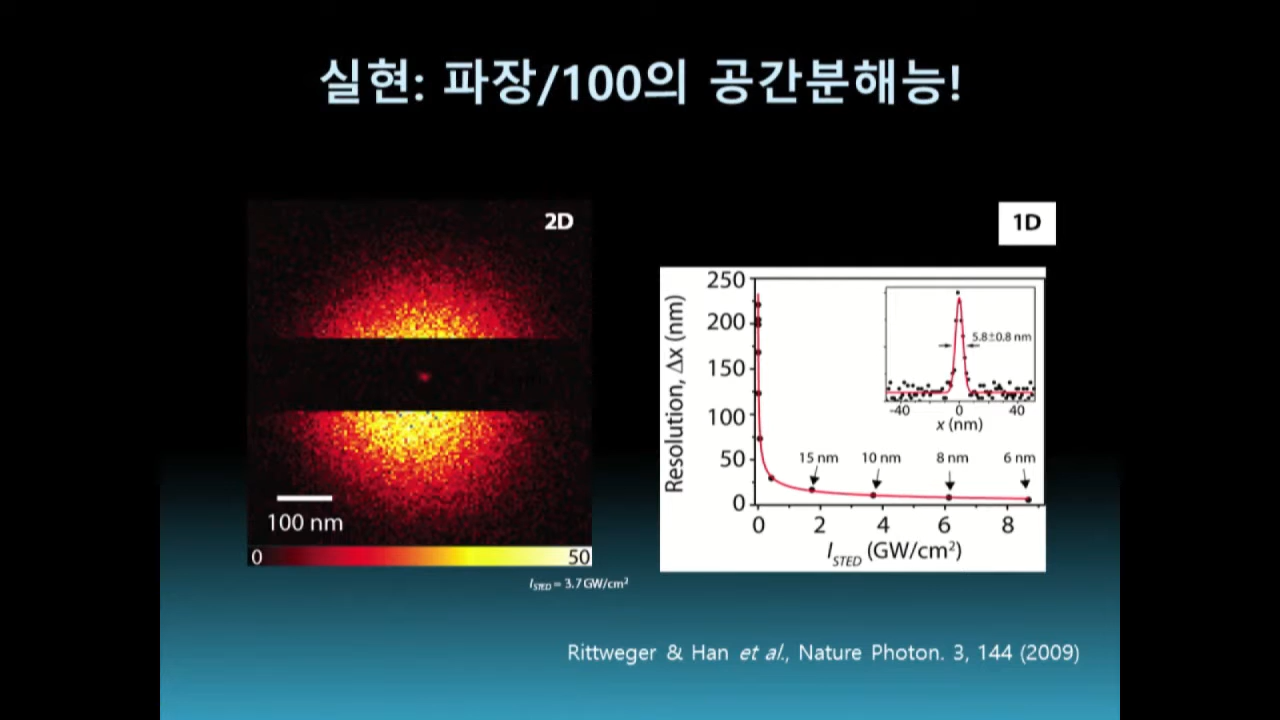 실현: 파장/100의 공간분해능!
2D
100 nm
0 50
I_STED = 3.7 GW/cm²
1D
Resolution, Δx (nm)
250
200
150
100
50
0
5.8±0.8 nm
-40 0 40
x (nm)
15 nm 10 nm 8 nm 6 nm
0 2 4 6 8
I_STED (GW/cm²)
Rittweger & Han et al., Nature Photon. 3, 144 (2009)